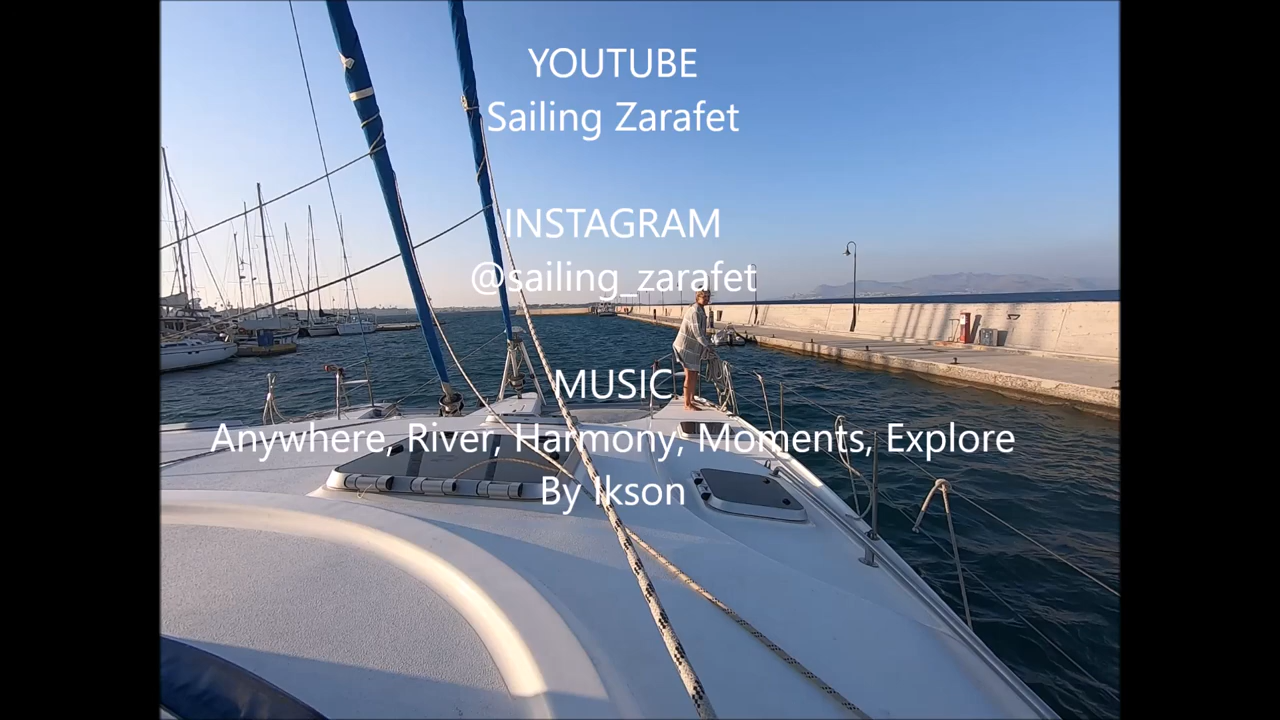 YOUTUBE
Sailing Zarafet
INSTAGRAM
@sailing_zarafet
MUSIC
Anywhere, River, Harmony, Moments, Explore
By Ikson